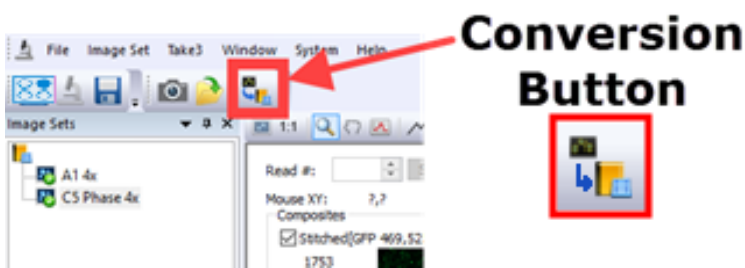 Conversion
Button
File Image Set Take3 Window System Help
Image Sets
1:1
A1 4x
C5 Phase 4x
Read #:
Mouse XY: ?,?
Composites
Stitched[GFP 469,52
1753